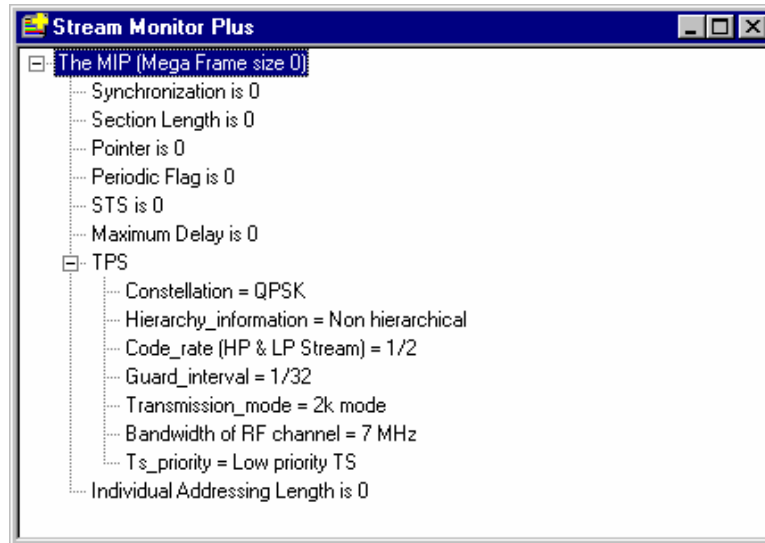 Stream Monitor Plus
The MIP (Mega Frame size 0)
Synchronization is 0
Section Length is 0
Pointer is 0
Periodic Flag is 0
STS is 0
Maximum Delay is 0
TPS
Constellation = QPSK
Hierarchy_information = Non hierarchical
Code_rate (HP & LP Stream) = 1/2
Guard_interval = 1/32
Transmission_mode = 2k mode
Bandwidth of RF channel = 7 MHz
Ts_priority = Low priority TS
Individual Addressing Length is 0